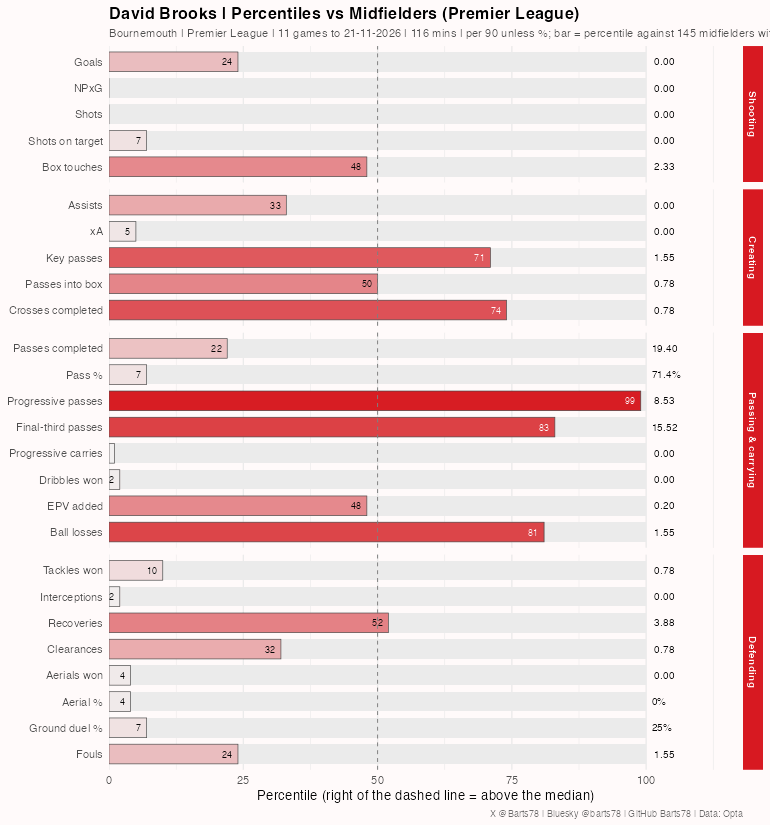 David Brooks | Percentiles vs Midfielders (Premier League)
Bournemouth | Premier League | 11 games to 21-11-2026 | 116 mins | per 90 unless %; bar = percentile against 145 midfielders wi
Goals 24 0.00
NPxG 0.00
Shots 0.00
Shots on target 7 0.00
Box touches 48 2.33
Shooting
Assists 33 0.00
xA 5 0.00
Key passes 71 1.55
Passes into box 50 0.78
Crosses completed 74 0.78
Creating
Passes completed 22 19.40
Pass % 7 71.4%
Progressive passes 99 8.53
Final-third passes 83 15.52
Progressive carries 0.00
Dribbles won 2 0.00
EPV added 48 0.20
Ball losses 81 1.55
Passing & carrying
Tackles won 10 0.78
Interceptions 2 0.00
Recoveries 52 3.88
Clearances 32 0.78
Aerials won 4 0.00
Aerial % 4 0%
Ground duel % 7 25%
Fouls 24 1.55
Defending
0 25 50 75 100
Percentile (right of the dashed line = above the median)
X @Barts78 | Bluesky @barts78 | GitHub Barts78 | Data: Opta